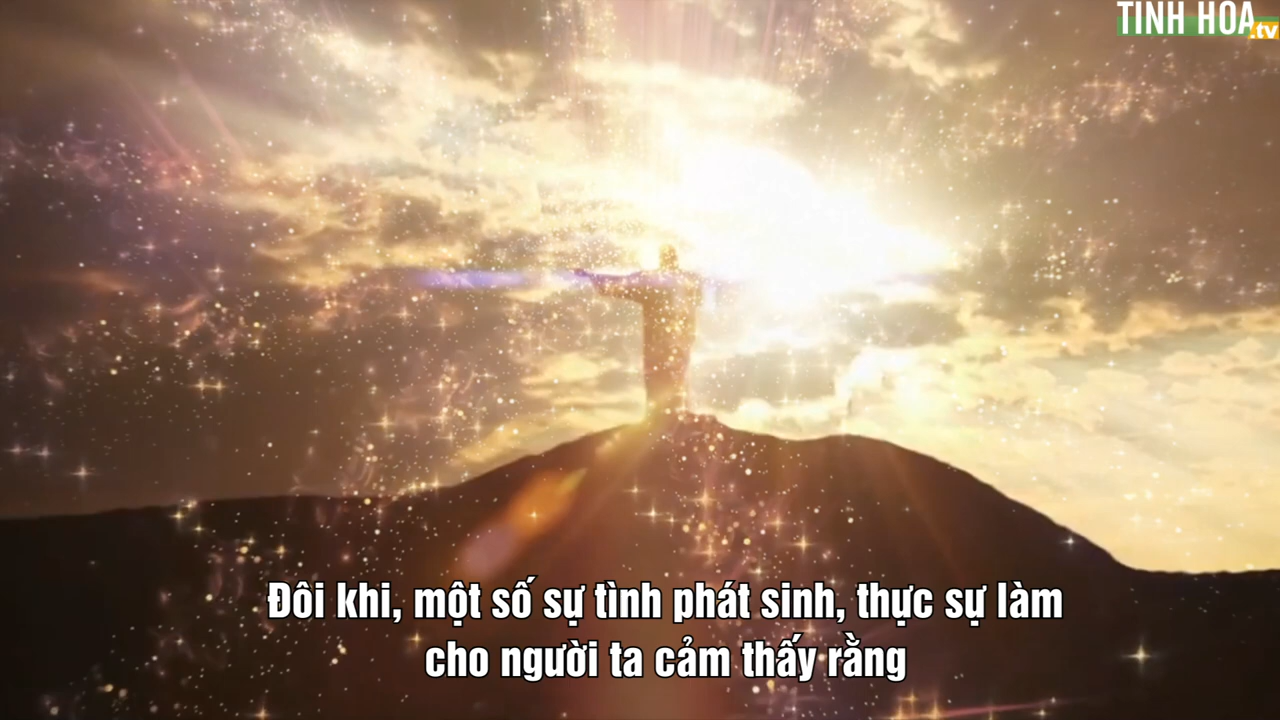 TINH HOA
.tv
Đôi khi, một số sự tình phát sinh, thực sự làm
cho người ta cảm thấy rằng